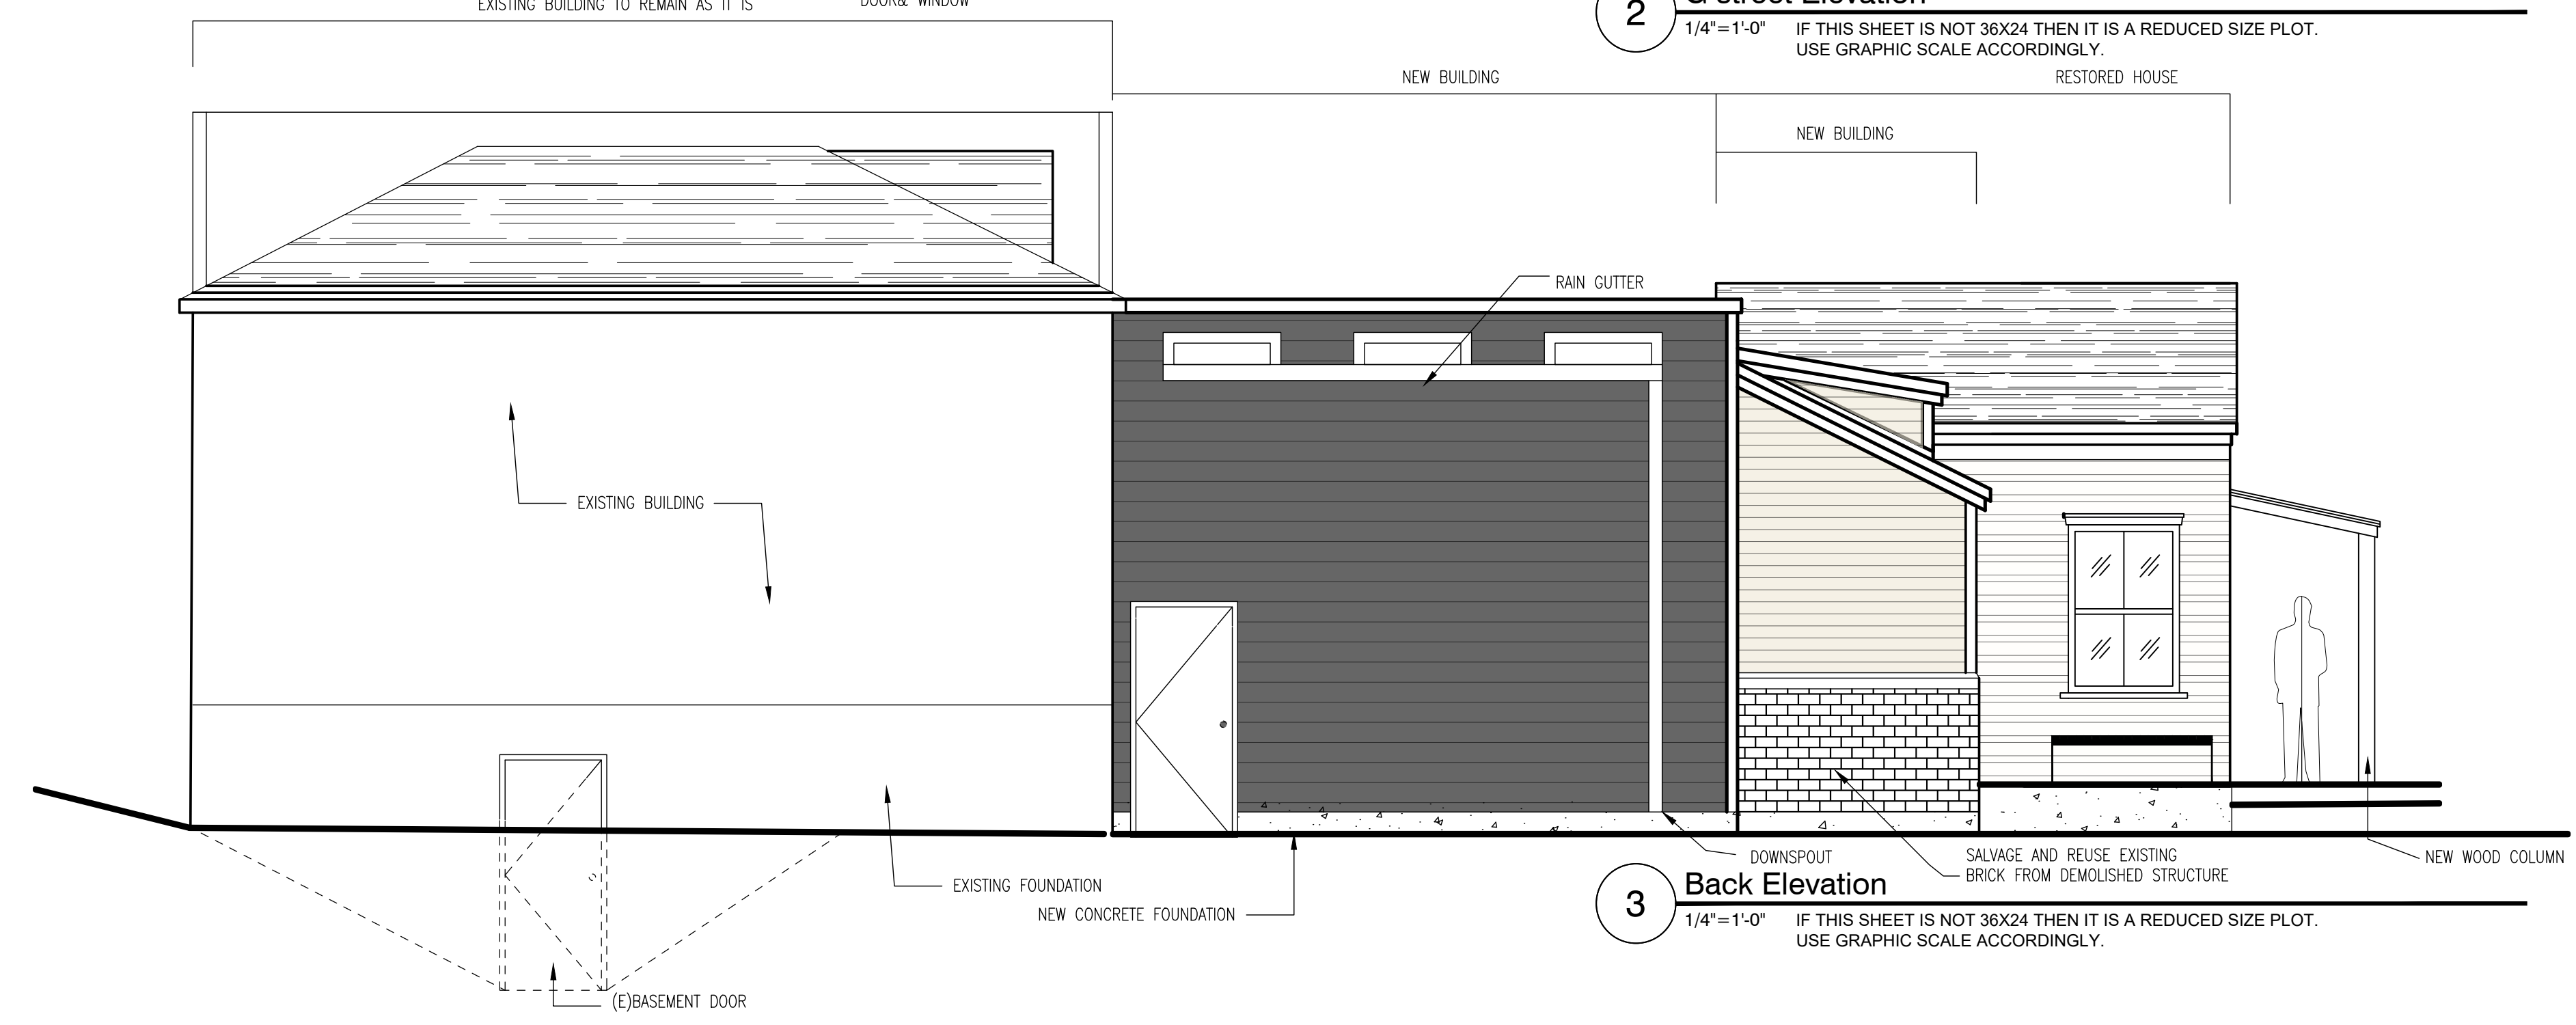 EXISTING BUILDING TO REMAIN AS IT IS
DOOR& WINDOW
2
G street Elevation
1/4"=1'-0"
IF THIS SHEET IS NOT 36X24 THEN IT IS A REDUCED SIZE PLOT.
USE GRAPHIC SCALE ACCORDINGLY.
NEW BUILDING
RESTORED HOUSE
NEW BUILDING
RAIN GUTTER
EXISTING BUILDING
DOWNSPOUT
SALVAGE AND REUSE EXISTING
BRICK FROM DEMOLISHED STRUCTURE
NEW WOOD COLUMN
EXISTING FOUNDATION
NEW CONCRETE FOUNDATION
(E)BASEMENT DOOR
3
Back Elevation
1/4"=1'-0"
IF THIS SHEET IS NOT 36X24 THEN IT IS A REDUCED SIZE PLOT.
USE GRAPHIC SCALE ACCORDINGLY.